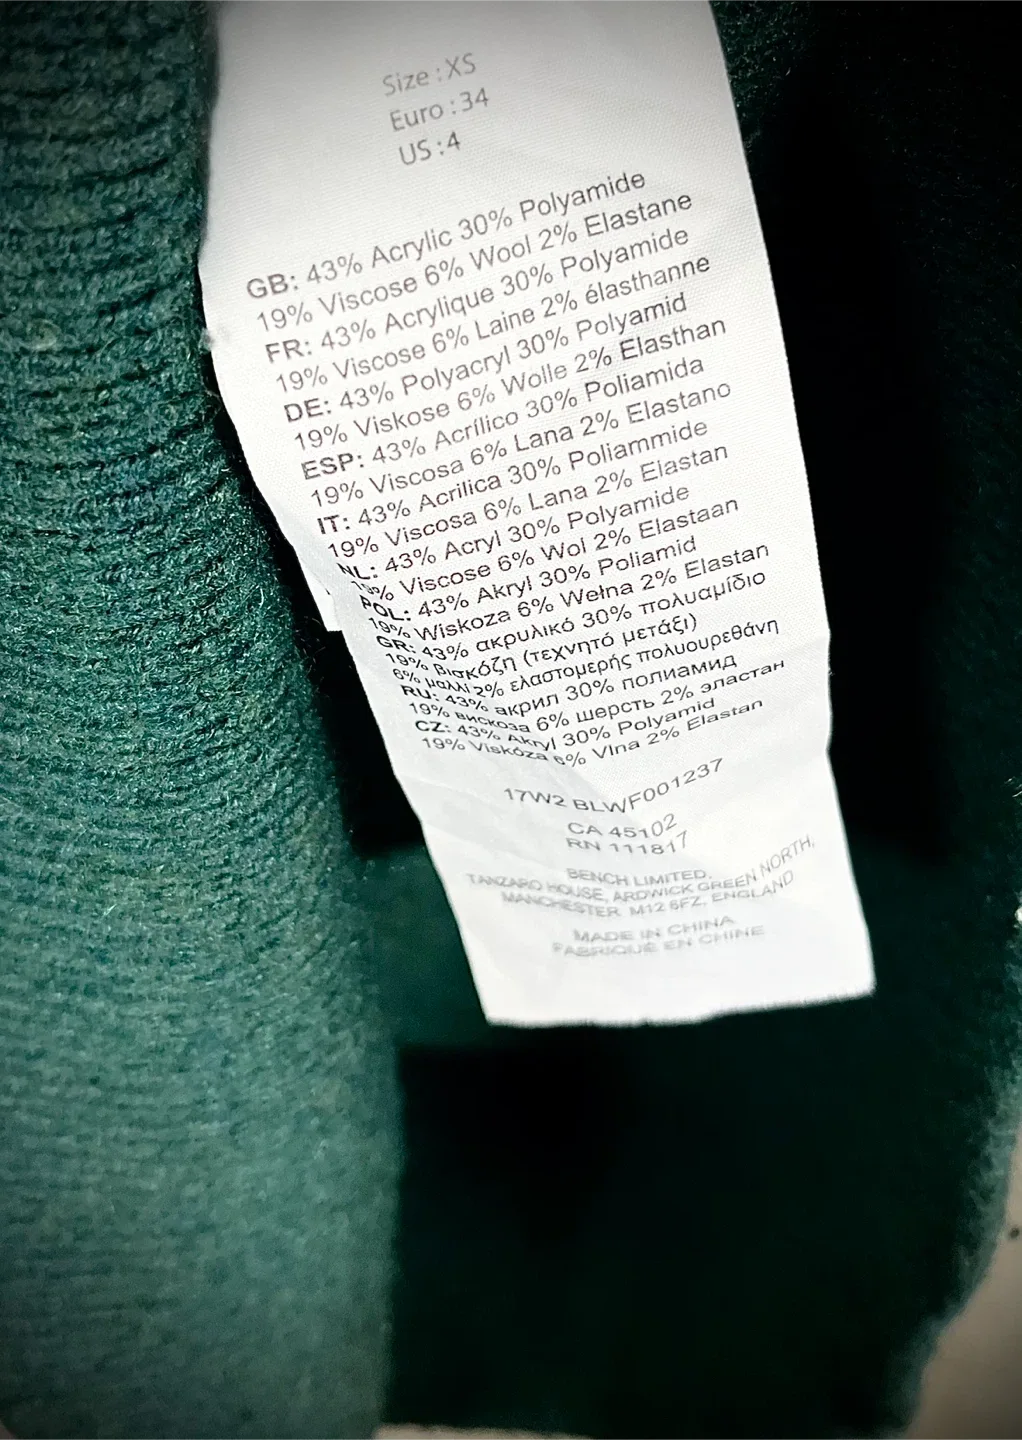 Size : XS
Euro : 34
US : 4
GB: 43% Acrylic 30% Polyamide
19% Viscose 6% Wool 2% Elastane
FR: 43% Acrylique 30% Polyamide
19% Viscose 6% Laine 2% élasthanne
DE: 43% Polyacryl 30% Polyamid
19% Viskose 6% Wolle 2% Elasthan
ESP: 43% Acrílico 30% Poliamida
19% Viscosa 6% Lana 2% Elastano
IT: 43% Acrilica 30% Poliammide
19% Viscosa 6% Lana 2% Elastan
NL: 43% Acryl 30% Polyamide
19% Viscose 6% Wol 2% Elastaan
POL: 43% Akryl 30% Poliamid
19% Wiskoza 6% Wełna 2% Elastan
GR: 43% ακρυλικό 30% πολυαμίδιο
19% βισκόζη (τεχνητό μετάξι)
6% μαλλί 2% ελαστομερής πολυουρεθάνη
RU: 43% акрил 30% полиамид
19% вискоза 6% шерсть 2% эластан
CZ: 43% Akryl 30% Polyamid
19% Viskóza 6% Vlna 2% Elastan
17W2 BLWF001237
CA 45102
RN 111817
BENCH LIMITED.
TANZARO HOUSE, ARDWICK GREEN NORTH,
MANCHESTER M12 6FZ, ENGLAND
MADE IN CHINA
FABRIQUÉ EN CHINE